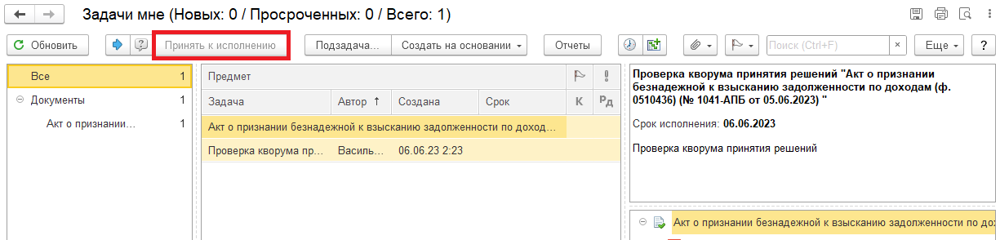 Задачи мне (Новых: 0 / Просроченных: 0 / Всего: 1)
Обновить
Принять к исполнению
Подзадача...
Создать на основании
Отчеты
Поиск (Ctrl+F)
×
Еще
?
Все 1
Документы 1
Акт о признании... 1
Предмет
Задача Автор ↑ Создана Срок К Рд
Акт о признании безнадежной к взысканию задолженности по доход...
Проверка кворума пр... Василь... 06.06.23 2:23
Проверка кворума принятия решений "Акт о признании
безнадежной к взысканию задолженности по доходам (ф.
0510436) (№ 1041-АПБ от 05.06.2023) "
Срок исполнения: 06.06.2023
Проверка кворума принятия решений
Акт о признании безнадежной к взысканию задолженности по до